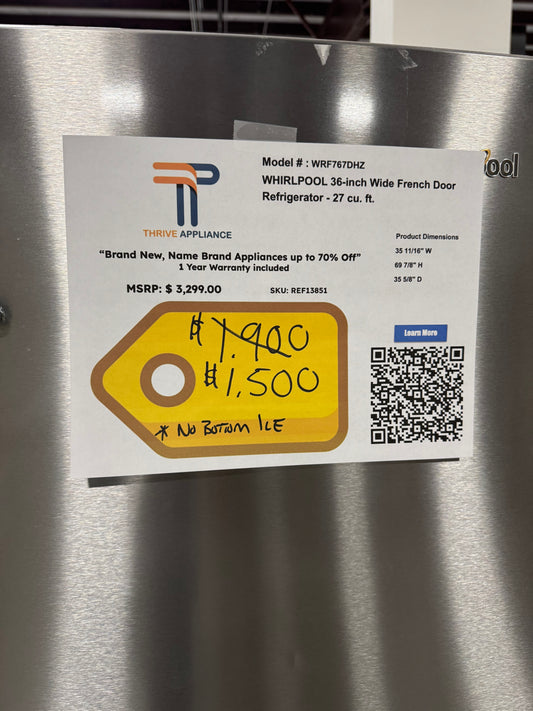 Model # : WRF767DHZ
WHIRLPOOL 36-inch Wide French Door
Refrigerator - 27 cu. ft.
ool
THRIVE APPLIANCE
Product Dimensions
35 11/16" W
69 7/8" H
35 5/8" D
“Brand New, Name Brand Appliances up to 70% Off”
1 Year Warranty included
MSRP: $ 3,299.00
SKU: REF13851
$1,900
$1,500
* NO BOTTOM ICE
Learn More